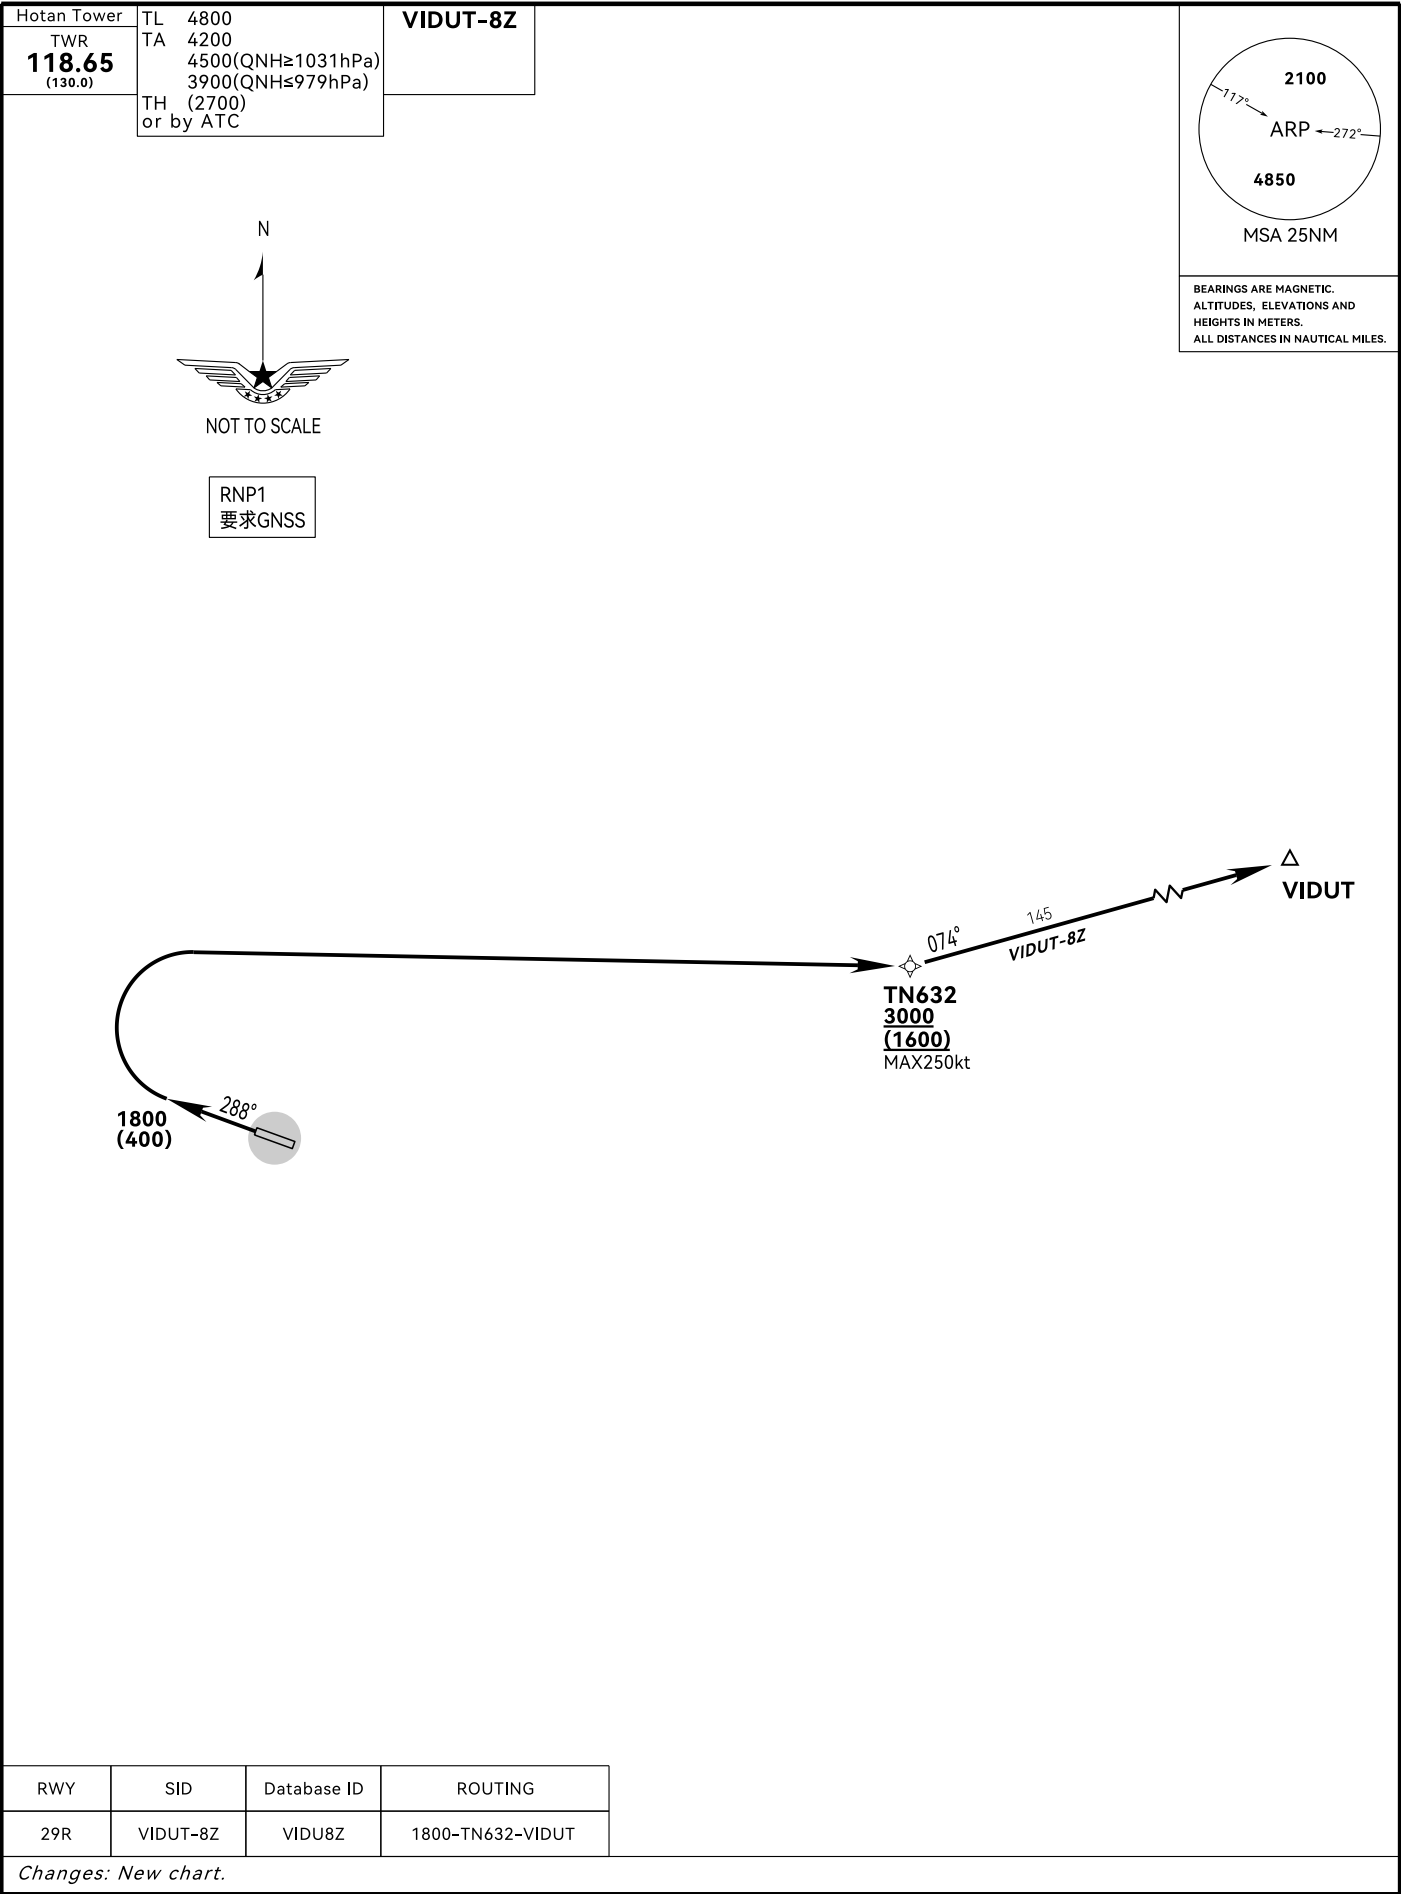 Hotan Tower
TWR
118.65
(130.0)
TL 4800
TA 4200
4500(QNH≥1031hPa)
3900(QNH≤979hPa)
TH (2700)
or by ATC
VIDUT-8Z
2100
117°
ARP
272°
4850
MSA 25NM
BEARINGS ARE MAGNETIC.
ALTITUDES, ELEVATIONS AND
HEIGHTS IN METERS.
ALL DISTANCES IN NAUTICAL MILES.
N
NOT TO SCALE
RNP1
要求GNSS
VIDUT
145
074°
VIDUT-8Z
TN632
3000
(1600)
MAX250kt
288°
1800
(400)
RWY SID Database ID ROUTING
29R VIDUT-8Z VIDU8Z 1800-TN632-VIDUT
Changes: New chart.